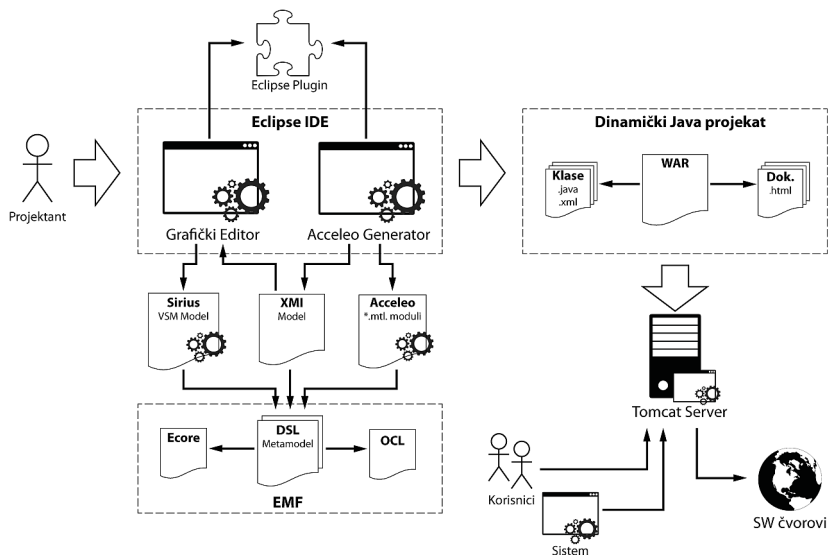 Eclipse Plugin
Eclipse IDE
Dinamički Java projekat
Projektant
Grafički Editor
Acceleo Generator
Klase
.java
.xml
WAR
Dok.
.html
Sirius
VSM Model
XMI
Model
Acceleo
*.mtl. moduli
Tomcat Server
Ecore
DSL
Metamodel
OCL
EMF
Korisnici
Sistem
SW čvorovi